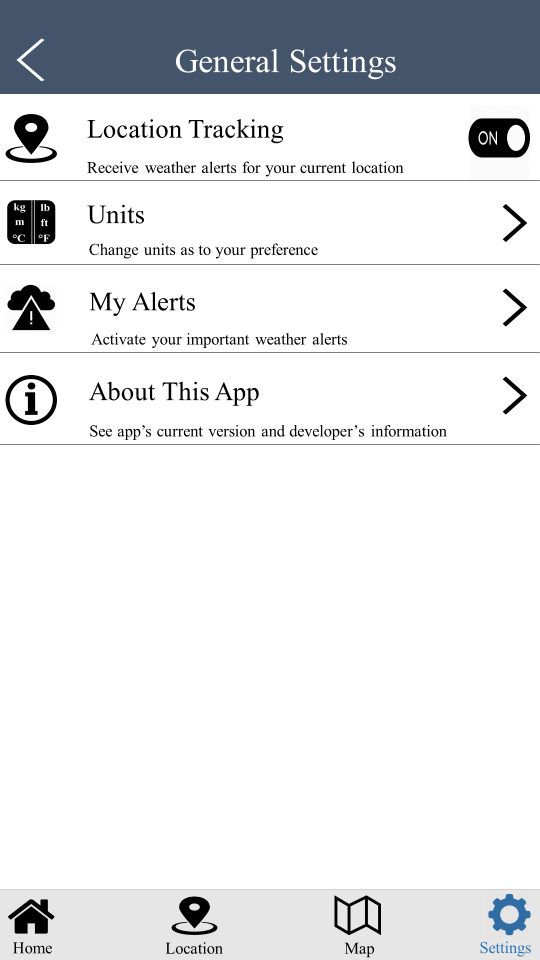 General Settings
Location Tracking
ON
Receive weather alerts for your current location
kg lb
m ft
°C °F
Units
Change units as to your preference
My Alerts
!
Activate your important weather alerts
i
About This App
See app's current version and developer's information
Home
Location
Map
Settings